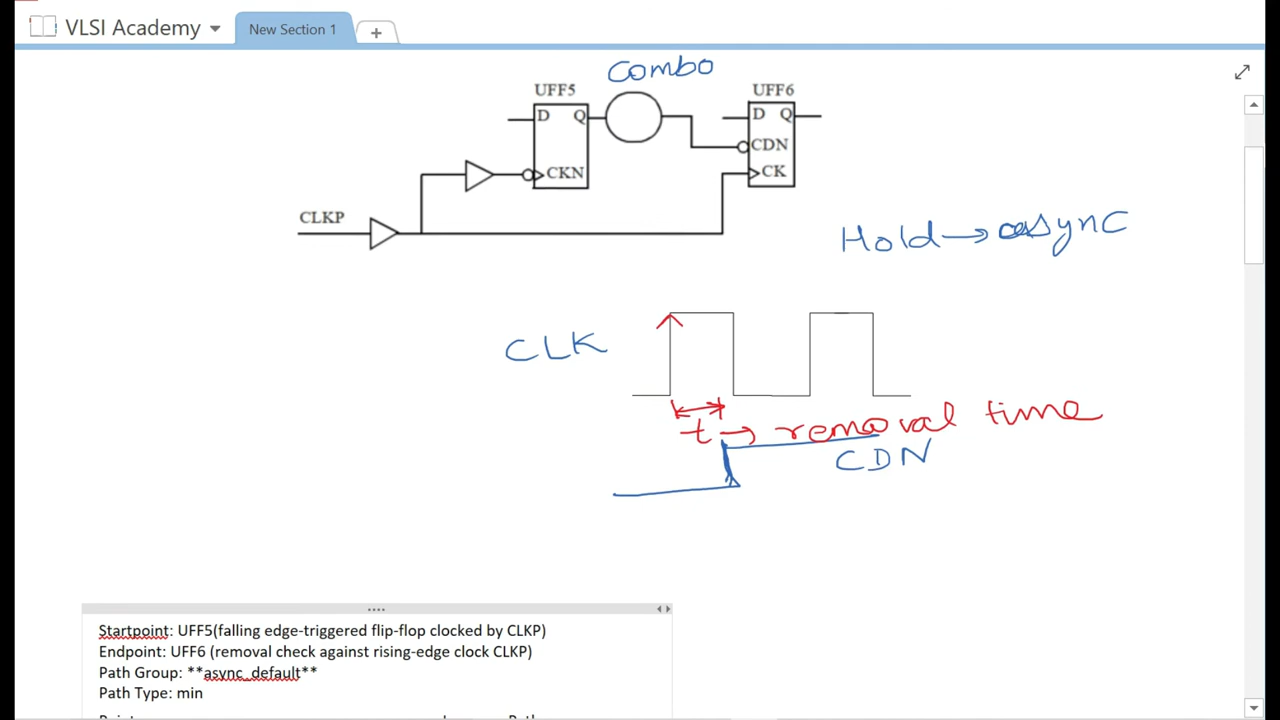 VLSI Academy
New Section 1
+
Combo
UFF5
UFF6
D Q
D Q
CDN
CKN
CK
CLKP
Hold → async
CLK
t → removal time
CDN
Startpoint: UFF5(falling edge-triggered flip-flop clocked by CLKP)
Endpoint: UFF6 (removal check against rising-edge clock CLKP)
Path Group: **async_default**
Path Type: min